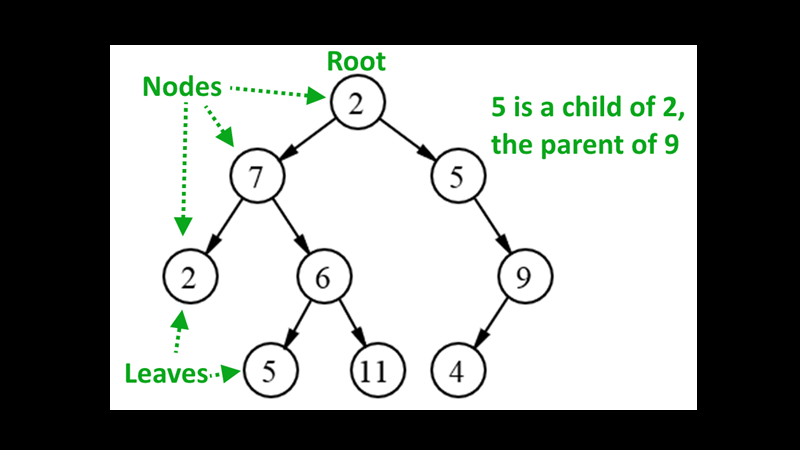 Root
Nodes
2
5 is a child of 2,
the parent of 9
7
5
2
6
9
Leaves
5
11
4